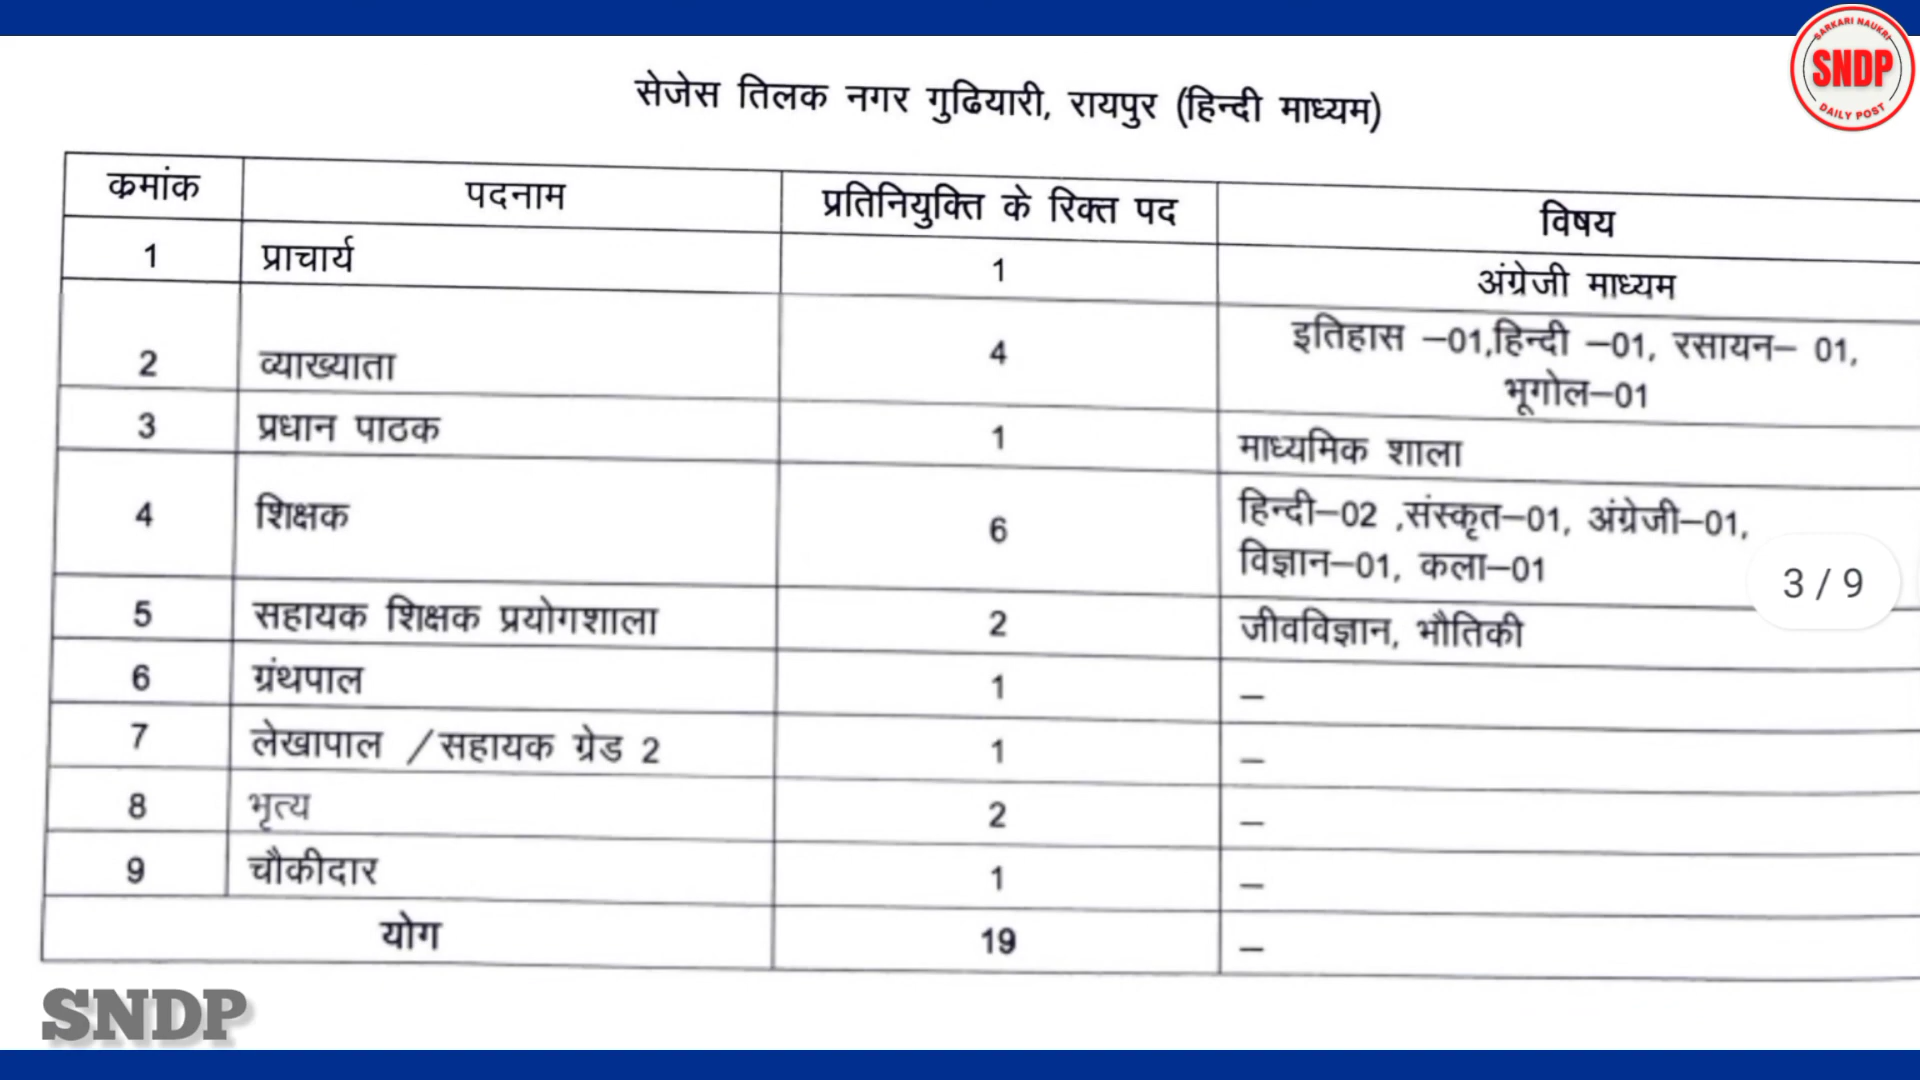 SARKARI NAUKRI
SNDP
DAILY POST
सेजेस तिलक नगर गुढियारी, रायपुर (हिन्दी माध्यम)
क्रमांक पदनाम प्रतिनियुक्ति के रिक्त पद विषय
1 प्राचार्य 1 अंग्रेजी माध्यम
2 व्याख्याता 4 इतिहास –01,हिन्दी –01, रसायन– 01,
भूगोल–01
3 प्रधान पाठक 1 माध्यमिक शाला
4 शिक्षक 6 हिन्दी–02 ,संस्कृत–01, अंग्रेजी–01,
विज्ञान–01, कला–01
3 / 9
5 सहायक शिक्षक प्रयोगशाला 2 जीवविज्ञान, भौतिकी
6 ग्रंथपाल 1 –
7 लेखापाल /सहायक ग्रेड 2 1 –
8 भृत्य 2 –
9 चौकीदार 1 –
योग 19 –
SNDP